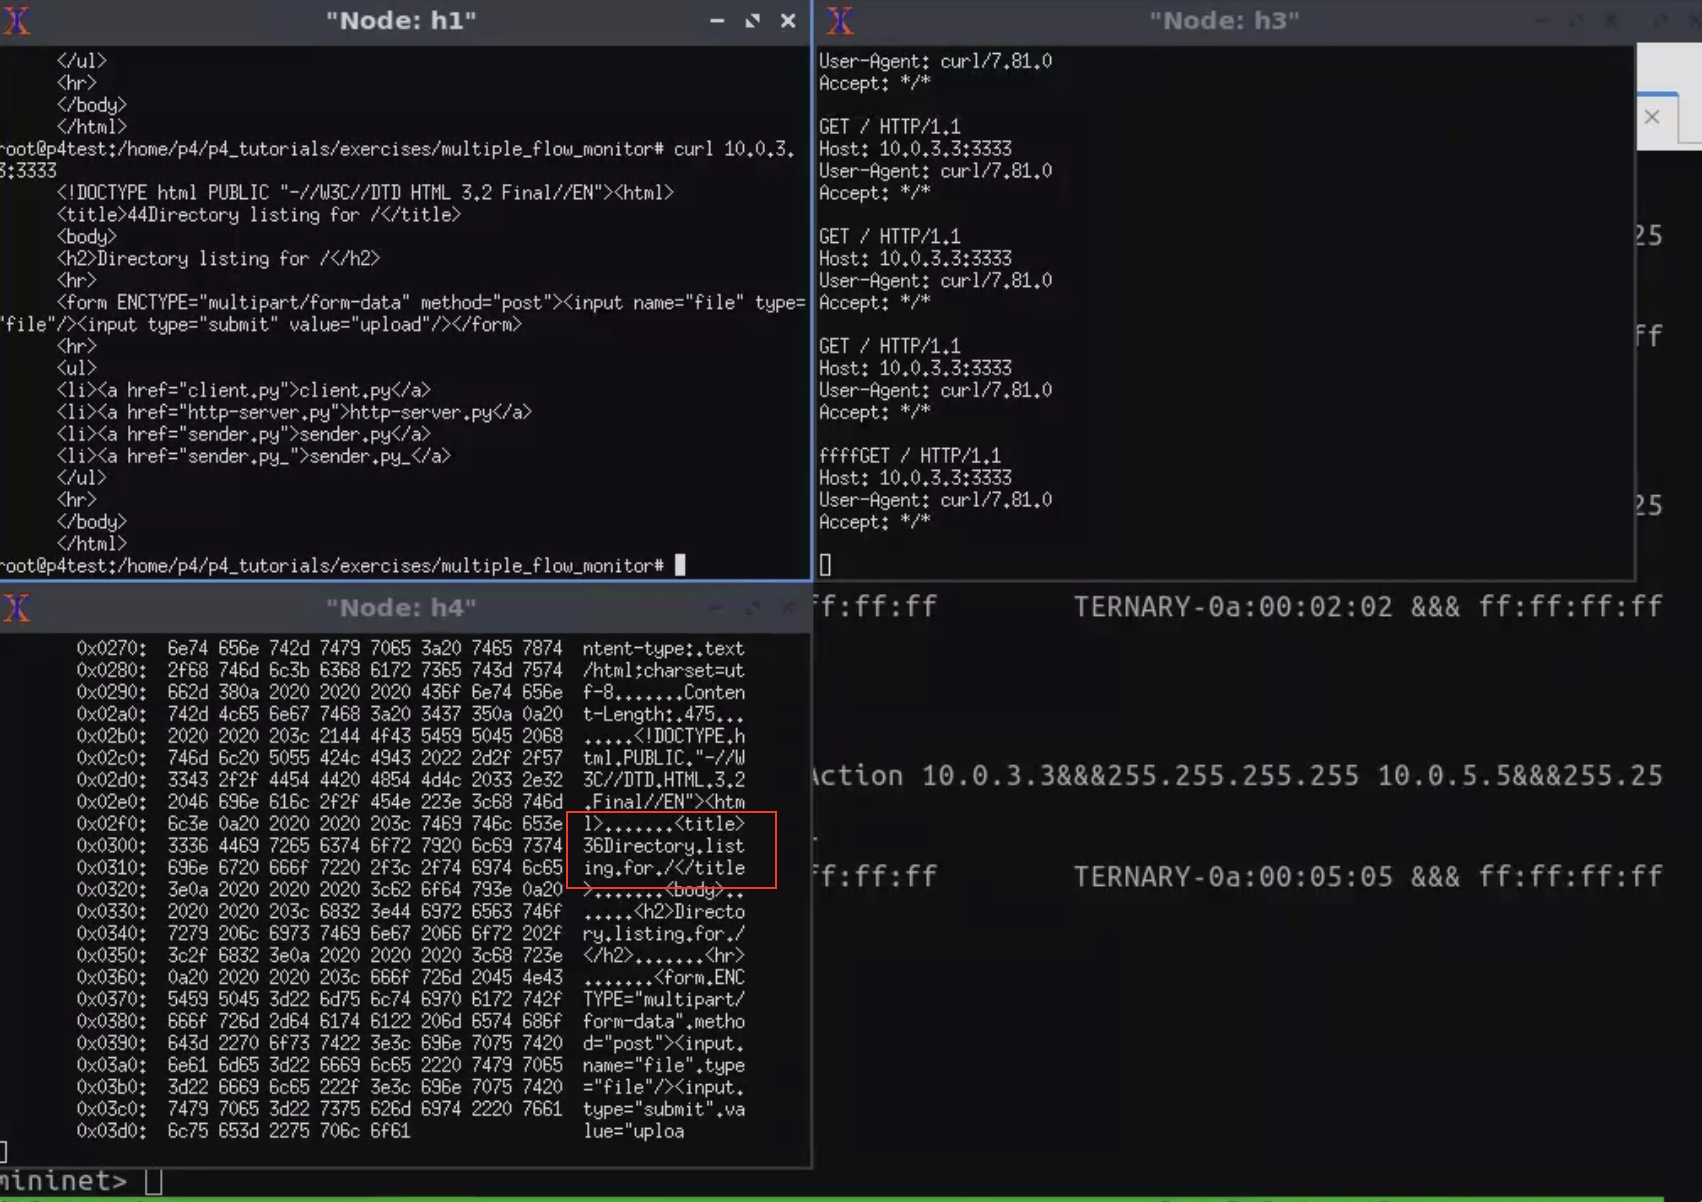 "Node: h1"
</ul>
<hr>
</body>
</html>
root@p4test:/home/p4/p4_tutorials/exercises/multiple_flow_monitor# curl 10.0.3.
3:3333
<!DOCTYPE html PUBLIC "-//W3C//DTD HTML 3.2 Final//EN"><html>
<title>44Directory listing for /</title>
<body>
<h2>Directory listing for /</h2>
<hr>
<form ENCTYPE="multipart/form-data" method="post"><input name="file" type=
"file"/><input type="submit" value="upload"/></form>
<hr>
<ul>
<li><a href="client.py">client.py</a>
<li><a href="http-server.py">http-server.py</a>
<li><a href="sender.py">sender.py</a>
<li><a href="sender.py_">sender.py_</a>
</ul>
<hr>
</body>
</html>
root@p4test:/home/p4/p4_tutorials/exercises/multiple_flow_monitor#
"Node: h3"
User-Agent: curl/7.81.0
Accept: */*
GET / HTTP/1.1
Host: 10.0.3.3:3333
User-Agent: curl/7.81.0
Accept: */*
GET / HTTP/1.1
Host: 10.0.3.3:3333
User-Agent: curl/7.81.0
Accept: */*
GET / HTTP/1.1
Host: 10.0.3.3:3333
User-Agent: curl/7.81.0
Accept: */*
ffffGET / HTTP/1.1
Host: 10.0.3.3:3333
User-Agent: curl/7.81.0
Accept: */*
25
ff
25
"Node: h4"
0x0270: 6e74 656e 742d 7479 7065 3a20 7465 7874 ntent-type:.text
0x0280: 2f68 746d 6c3b 6368 6172 7365 743d 7574 /html;charset=ut
0x0290: 662d 380a 2020 2020 2020 436f 6e74 656e f-8.......Conten
0x02a0: 742d 4c65 6e67 7468 3a20 3437 350a 0a20 t-Length:.475...
0x02b0: 2020 2020 203c 2144 4f43 5459 5045 2068 .....<!DOCTYPE.h
0x02c0: 746d 6c20 5055 424c 4943 2022 2d2f 2f57 tml.PUBLIC."-//W
0x02d0: 3343 2f2f 4454 4420 4854 4d4c 2033 2e32 3C//DTD.HTML.3.2
0x02e0: 2046 696e 616c 2f2f 454e 223e 3c68 746d .Final//EN"><htm
0x02f0: 6c3e 0a20 2020 2020 203c 7469 746c 653e l>.......<title>
0x0300: 3336 4469 7265 6374 6f72 7920 6c69 7374 36Directory.list
0x0310: 696e 6720 666f 7220 2f3c 2f74 6974 6c65 ing.for./</title
0x0320: 3e0a 2020 2020 2020 3c62 6f64 793e 0a20 >.......<body>..
0x0330: 2020 2020 203c 6832 3e44 6972 6563 746f .....<h2>Directo
0x0340: 7279 206c 6973 7469 6e67 2066 6f72 202f ry.listing.for./
0x0350: 3c2f 6832 3e0a 2020 2020 2020 3c68 723e </h2>.......<hr>
0x0360: 0a20 2020 2020 203c 666f 726d 2045 4e43 .......<form.ENC
0x0370: 5459 5045 3d22 6d75 6c74 6970 6172 742f TYPE="multipart/
0x0380: 666f 726d 2d64 6174 6122 206d 6574 686f form-data".metho
0x0390: 643d 2270 6f73 7422 3e3c 696e 7075 7420 d="post"><input.
0x03a0: 6e61 6d65 3d22 6669 6c65 2220 7479 7065 name="file".type
0x03b0: 3d22 6669 6c65 222f 3e3c 696e 7075 7420 ="file"/><input.
0x03c0: 7479 7065 3d22 7375 626d 6974 2220 7661 type="submit".va
0x03d0: 6c75 653d 2275 706c 6f61 lue="uploa
ff:ff:ff TERNARY-0a:00:02:02 &&& ff:ff:ff:ff
Action 10.0.3.3&&&255.255.255.255 10.0.5.5&&&255.25
ff:ff:ff TERNARY-0a:00:05:05 &&& ff:ff:ff:ff
mininet>